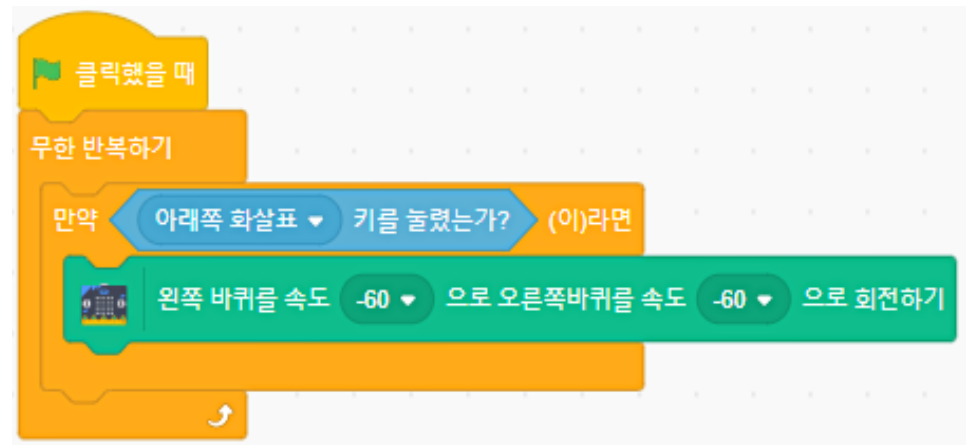 클릭했을 때
무한 반복하기
만약 아래쪽 화살표 키를 눌렀는가? (이)라면
왼쪽 바퀴를 속도 -60 으로 오른쪽바퀴를 속도 -60 으로 회전하기